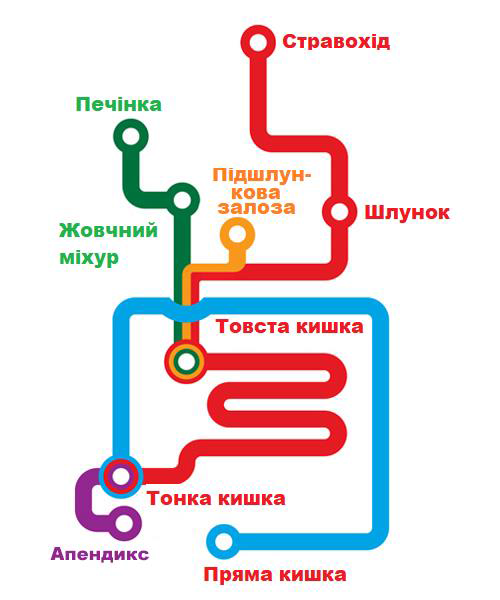 Стравохід
Печінка
Підшлун-
кова
залоза
Шлунок
Жовчний
міхур
Товста кишка
Тонка кишка
Апендикс
Пряма кишка